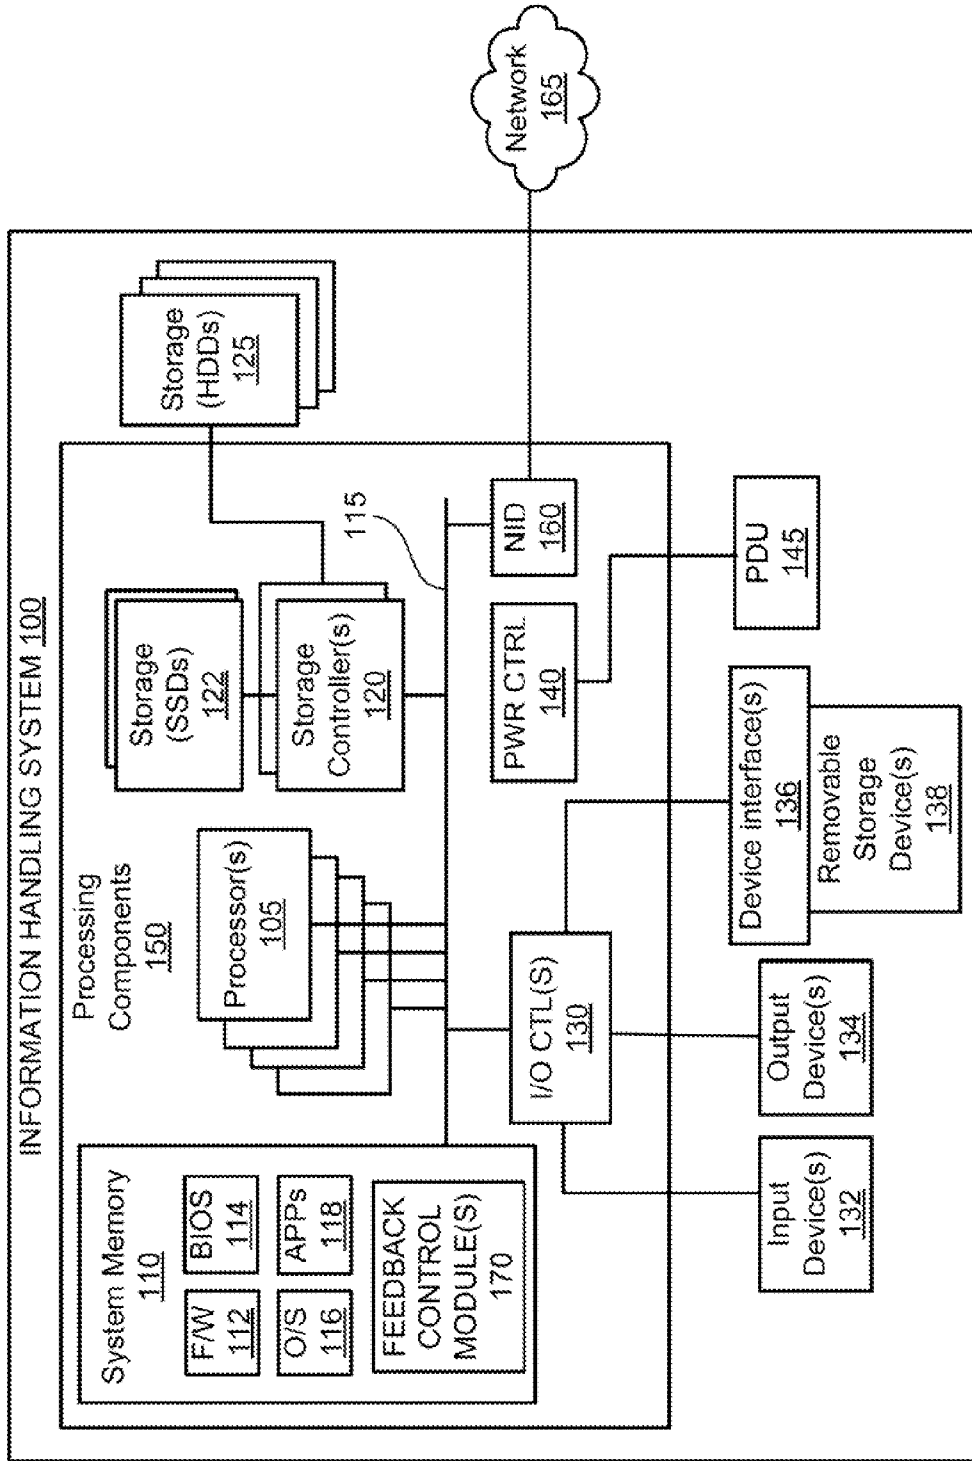 INFORMATION HANDLING SYSTEM 100
System Memory
110
F/W
112
BIOS
114
O/S
116
APPs
118
FEEDBACK
CONTROL
MODULE(S)
170
Processing
Components
150
Processor(s)
105
Storage
(SSDs)
122
Storage
Controller(s)
120
Storage
(HDDs)
125
115
I/O CTL(S)
130
PWR CTRL
140
NID
160
Network
165
Input
Device(s)
132
Output
Device(s)
134
Device interface(s)
136
Removable
Storage
Device(s)
138
PDU
145